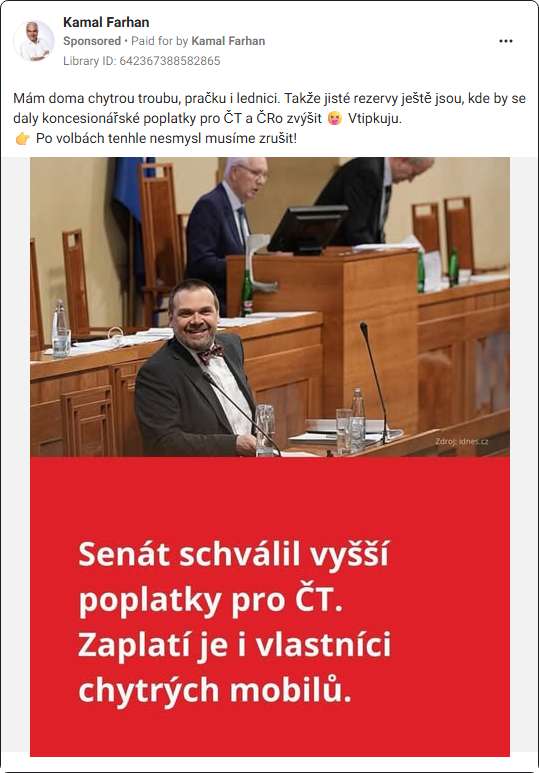 Kamal Farhan
Sponsored • Paid for by Kamal Farhan
Library ID: 642367388582865
Mám doma chytrou troubu, pračku i lednici. Takže jisté rezervy ještě jsou, kde by se
daly koncesionářské poplatky pro ČT a ČRo zvýšit 😝 Vtipkuju.
👉 Po volbách tenhle nesmysl musíme zrušit!
Zdroj: idnes.cz
Senát schválil vyšší
poplatky pro ČT.
Zaplatí je i vlastníci
chytrých mobilů.